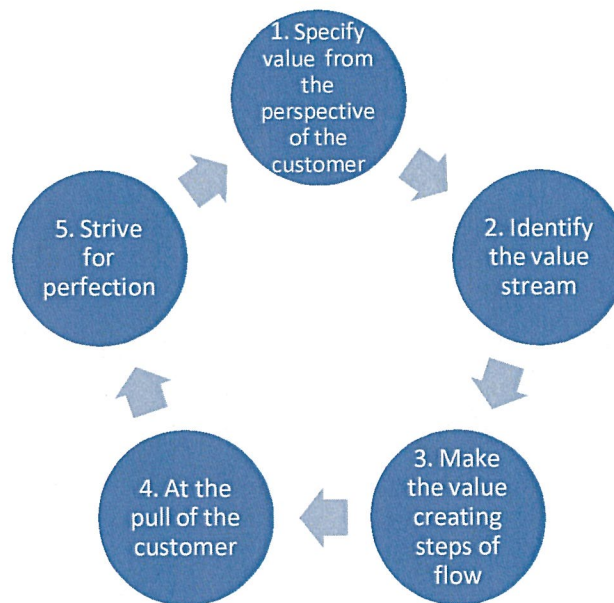 1. Specify
value from
the
perspective
of the
customer
2. Identify
the value
stream
3. Make
the value
creating
steps of
flow
4. At the
pull of the
customer
5. Strive
for
perfection